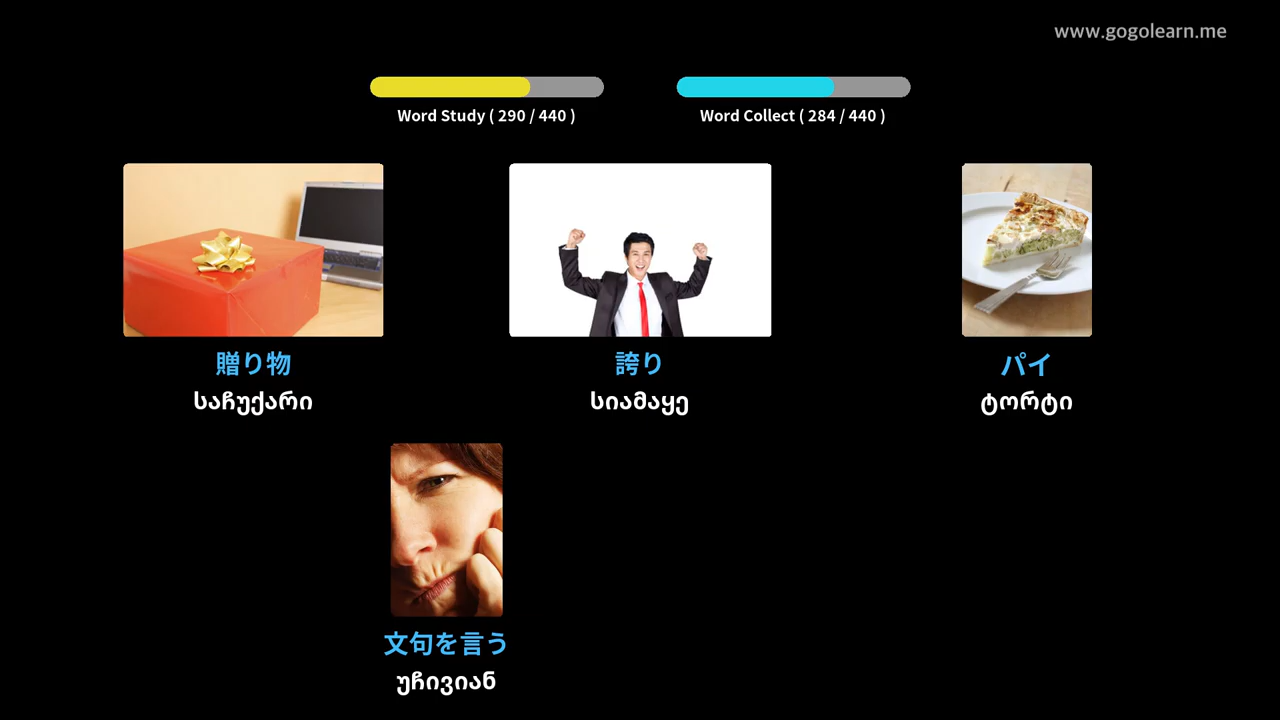 www.gogolearn.me
Word Study ( 290 / 440 )
Word Collect ( 284 / 440 )
贈り物
საჩუქარი
誇り
სიამაყე
パイ
ტორტი
文句を言う
უჩივიან